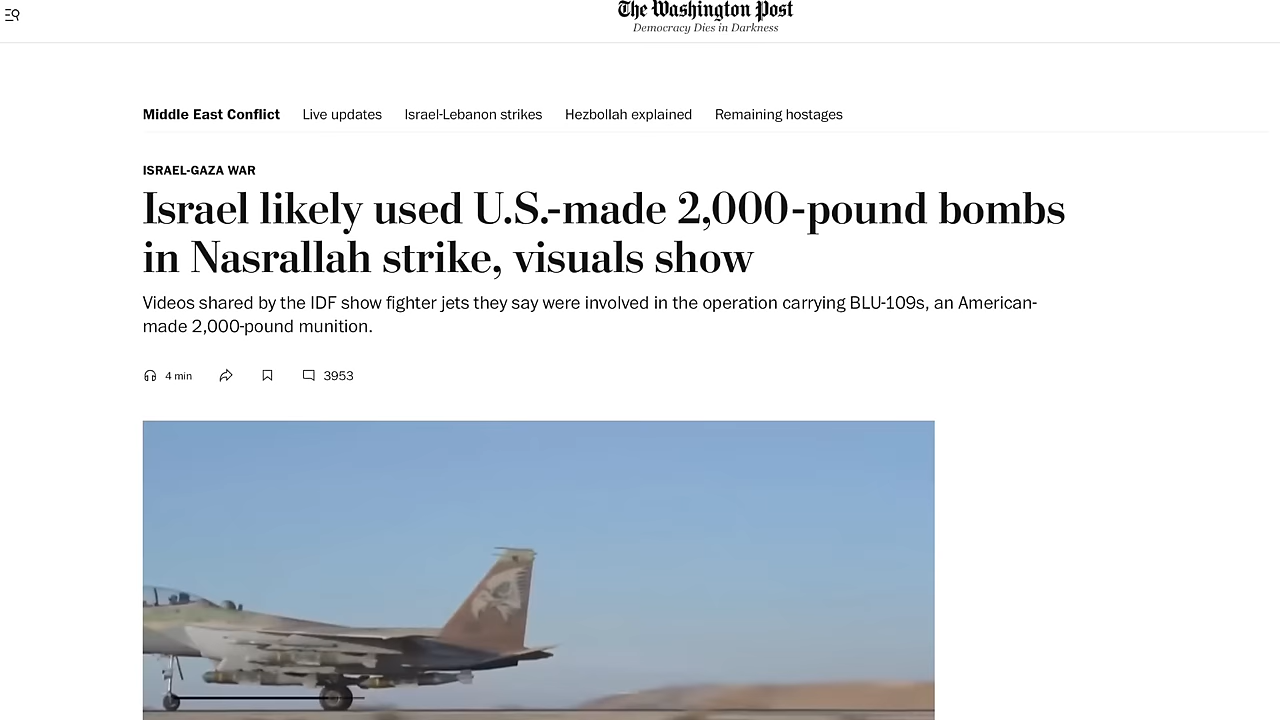 The Washington Post
Democracy Dies in Darkness
Middle East Conflict Live updates Israel-Lebanon strikes Hezbollah explained Remaining hostages
ISRAEL-GAZA WAR
Israel likely used U.S.-made 2,000-pound bombs
in Nasrallah strike, visuals show
Videos shared by the IDF show fighter jets they say were involved in the operation carrying BLU-109s, an American-
made 2,000-pound munition.
4 min 3953